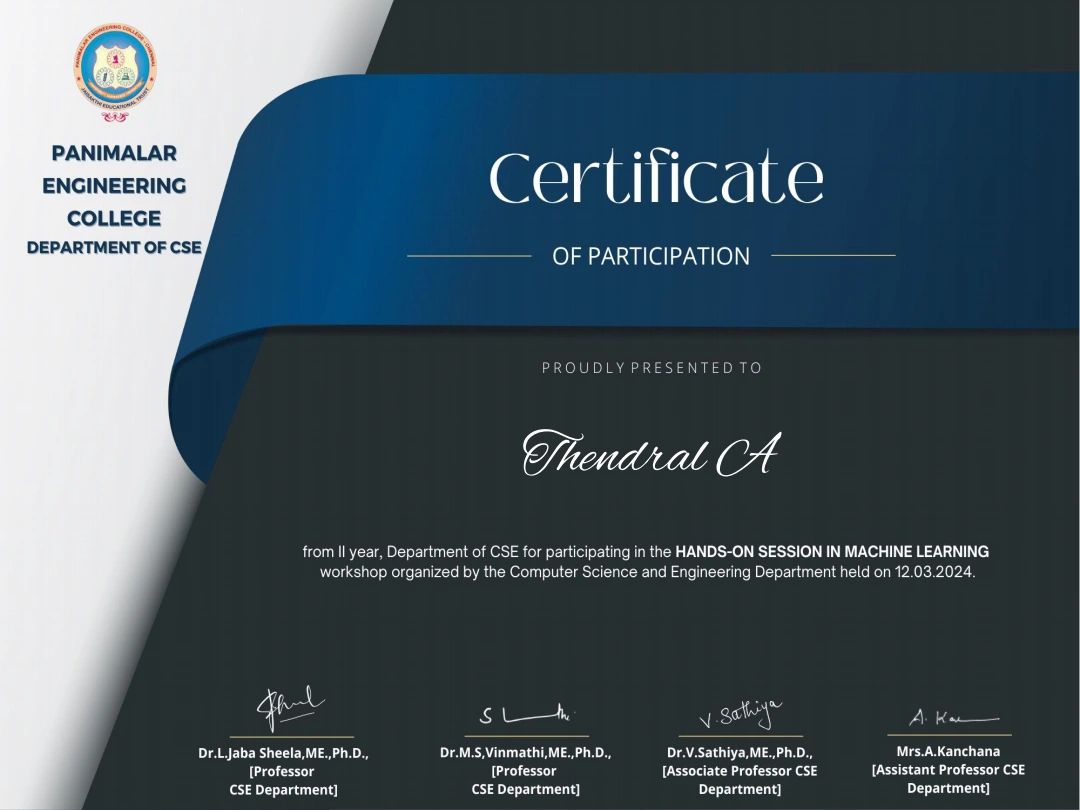 PANIMALAR ENGINEERING COLLEGE - CHENNAI
JAISAKTHI EDUCATIONAL TRUST
PANIMALAR
ENGINEERING
COLLEGE
DEPARTMENT OF CSE
Certificate
OF PARTICIPATION
PROUDLY PRESENTED TO
Thendral A
from II year, Department of CSE for participating in the HANDS-ON SESSION IN MACHINE LEARNING
workshop organized by the Computer Science and Engineering Department held on 12.03.2024.
V. Sathiya
Dr.L.Jaba Sheela,ME.,Ph.D.,
[Professor
CSE Department]
Dr.M.S,Vinmathi,ME.,Ph.D.,
[Professor
CSE Department]
Dr.V.Sathiya,ME.,Ph.D.,
[Associate Professor CSE
Department]
Mrs.A.Kanchana
[Assistant Professor CSE
Department]